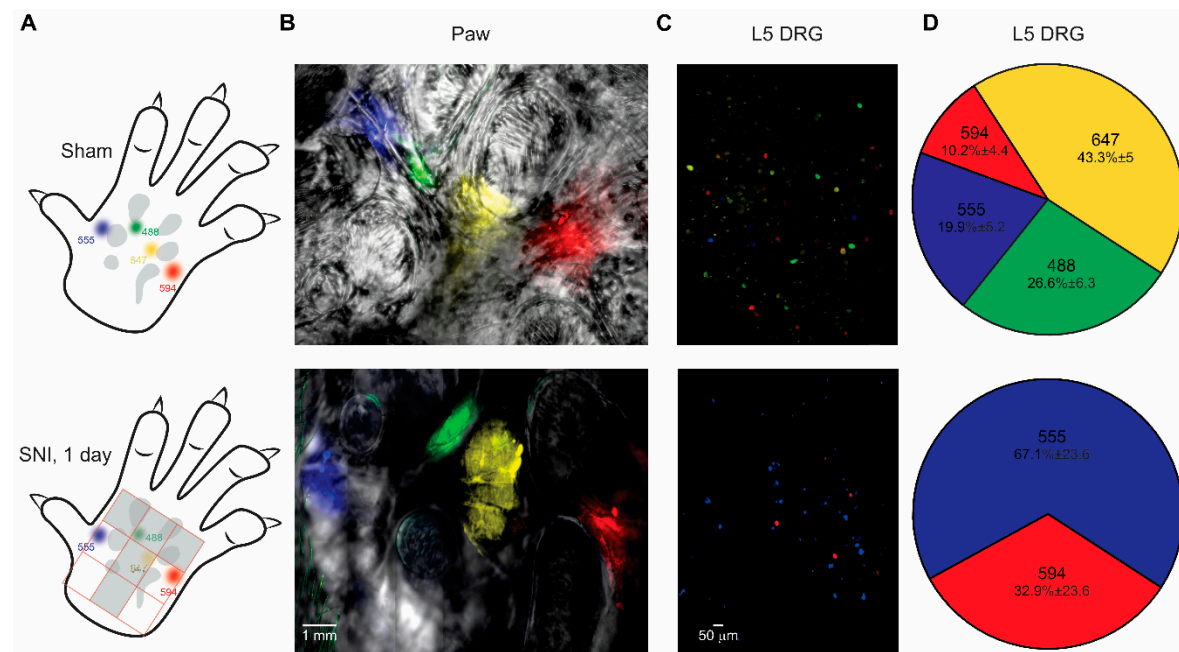 A
B
Paw
C
L5 DRG
D
L5 DRG
Sham
555
488
647
594
594
10.2%±4.4
647
43.3%±5
555
19.9%±5.2
488
26.6%±6.3
SNI, 1 day
555
488
594
1 mm
50 μm
555
67.1%±23.6
594
32.9%±23.6